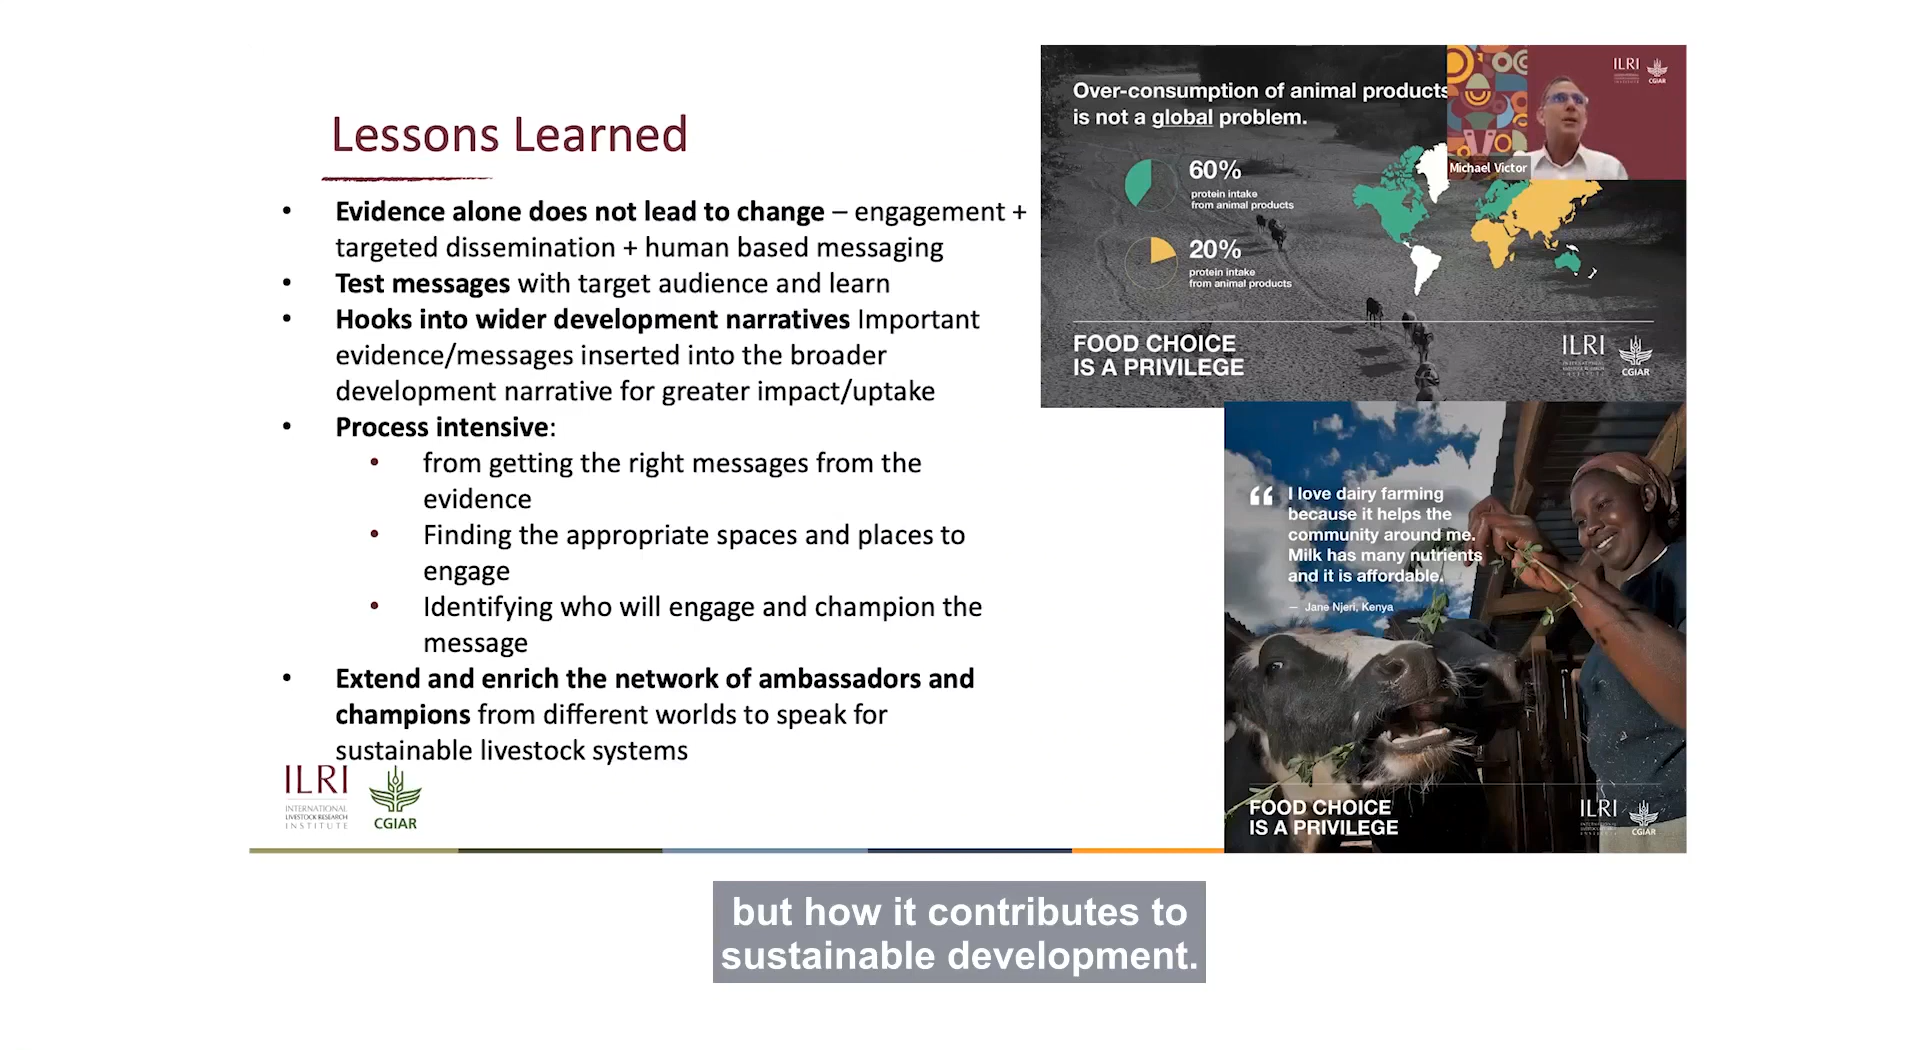 Lessons Learned
• Evidence alone does not lead to change – engagement +
targeted dissemination + human based messaging
• Test messages with target audience and learn
• Hooks into wider development narratives Important
evidence/messages inserted into the broader
development narrative for greater impact/uptake
• Process intensive:
• from getting the right messages from the
evidence
• Finding the appropriate spaces and places to
engage
• Identifying who will engage and champion the
message
• Extend and enrich the network of ambassadors and
champions from different worlds to speak for
sustainable livestock systems
ILRI
INTERNATIONAL
LIVESTOCK RESEARCH
INSTITUTE
CGIAR
Over-consumption of animal products
is not a global problem.
60%
protein intake
from animal products
20%
protein intake
from animal products
FOOD CHOICE
IS A PRIVILEGE
ILRI
CGIAR
ILRI
CGIAR
Michael Victor
“ I love dairy farming
because it helps the
community around me.
Milk has many nutrients
and it is affordable.
— Jane Njeri, Kenya
FOOD CHOICE
IS A PRIVILEGE
ILRI
CGIAR
but how it contributes to
sustainable development.